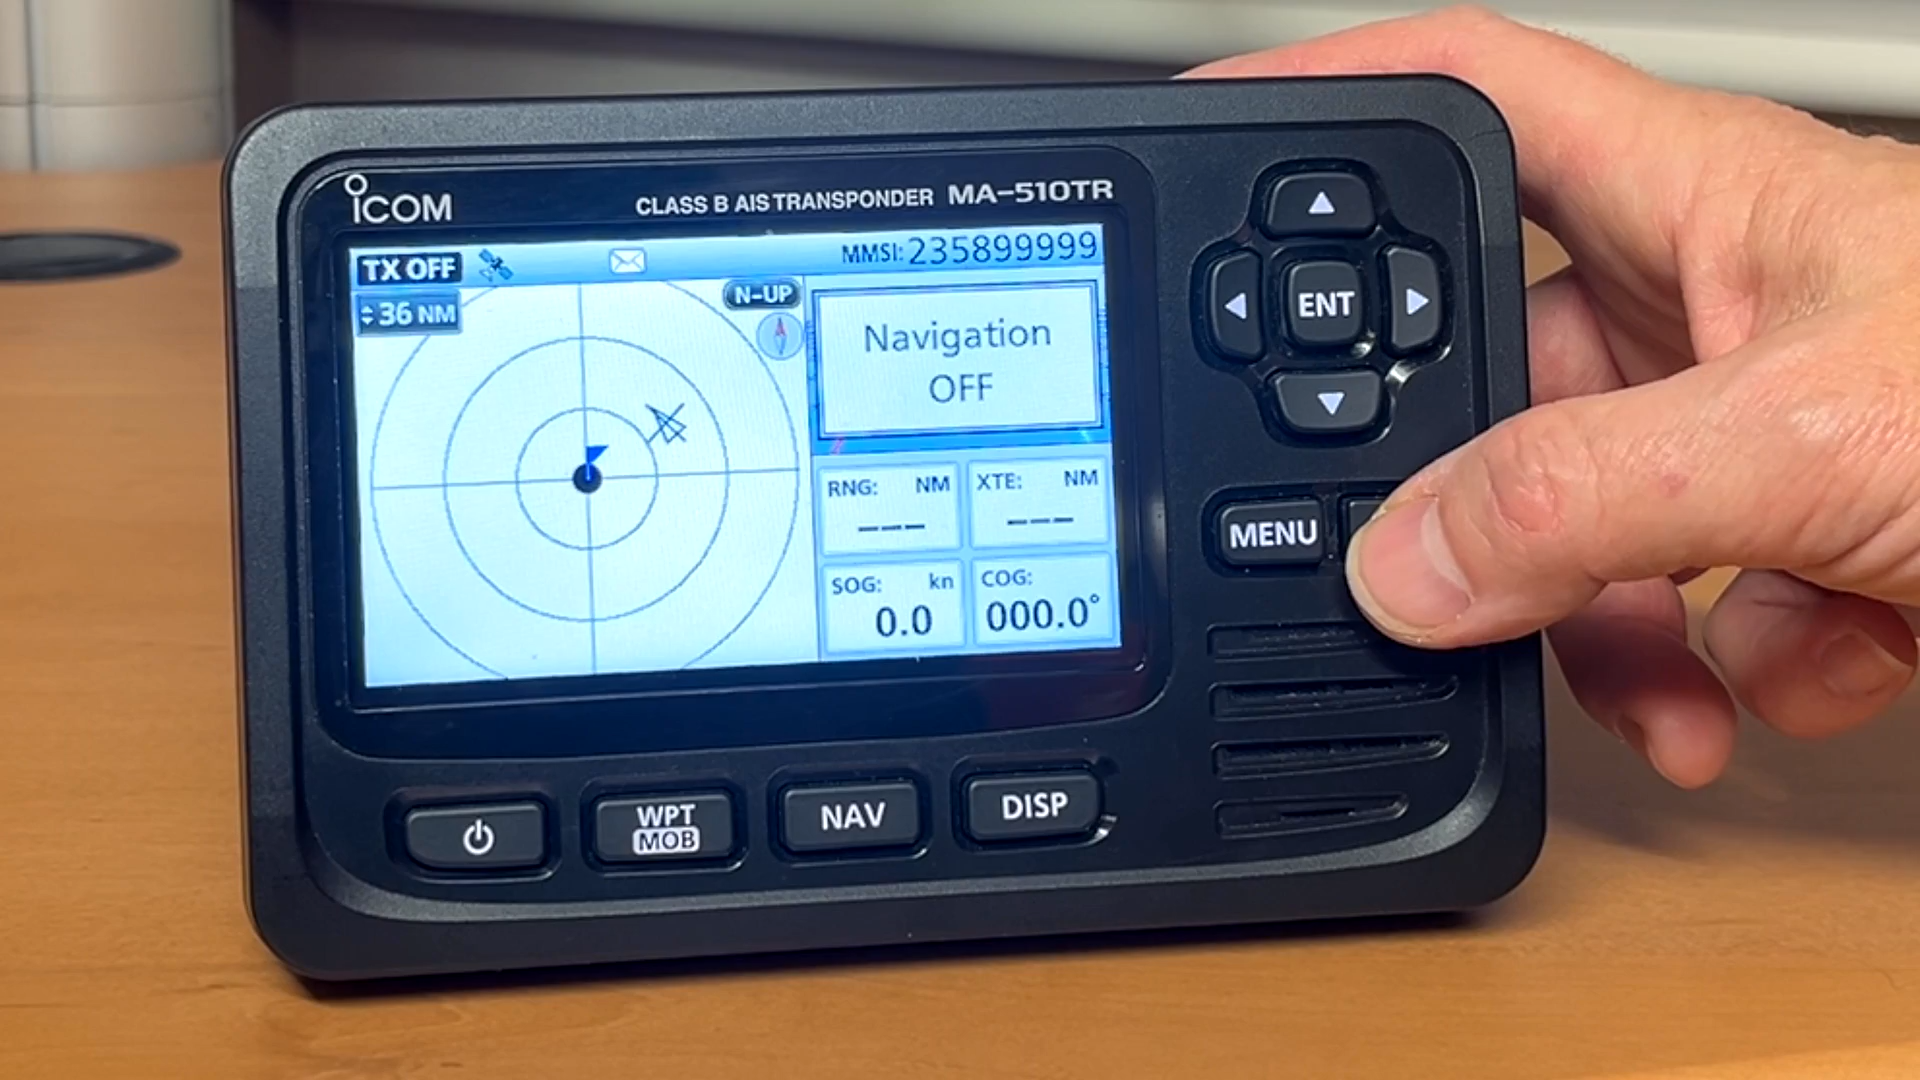 ICOM
CLASS B AIS TRANSPONDER MA-510TR
TX OFF
MMSI:235899999
36 NM
N-UP
Navigation
OFF
RNG: NM
---
XTE: NM
---
SOG: kn
0.0
COG:
000.0°
ENT
MENU
WPT
MOB
NAV
DISP